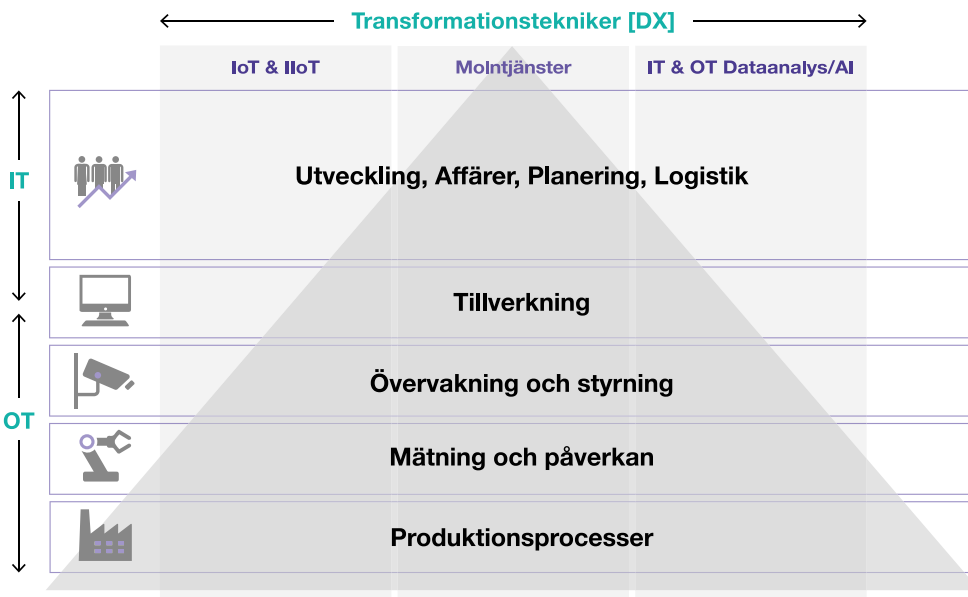 Transformationstekniker [DX]
IoT & IIoT
Molntjänster
IT & OT Dataanalys/AI
IT
Utveckling, Affärer, Planering, Logistik
Tillverkning
Övervakning och styrning
OT
Mätning och påverkan
Produktionsprocesser